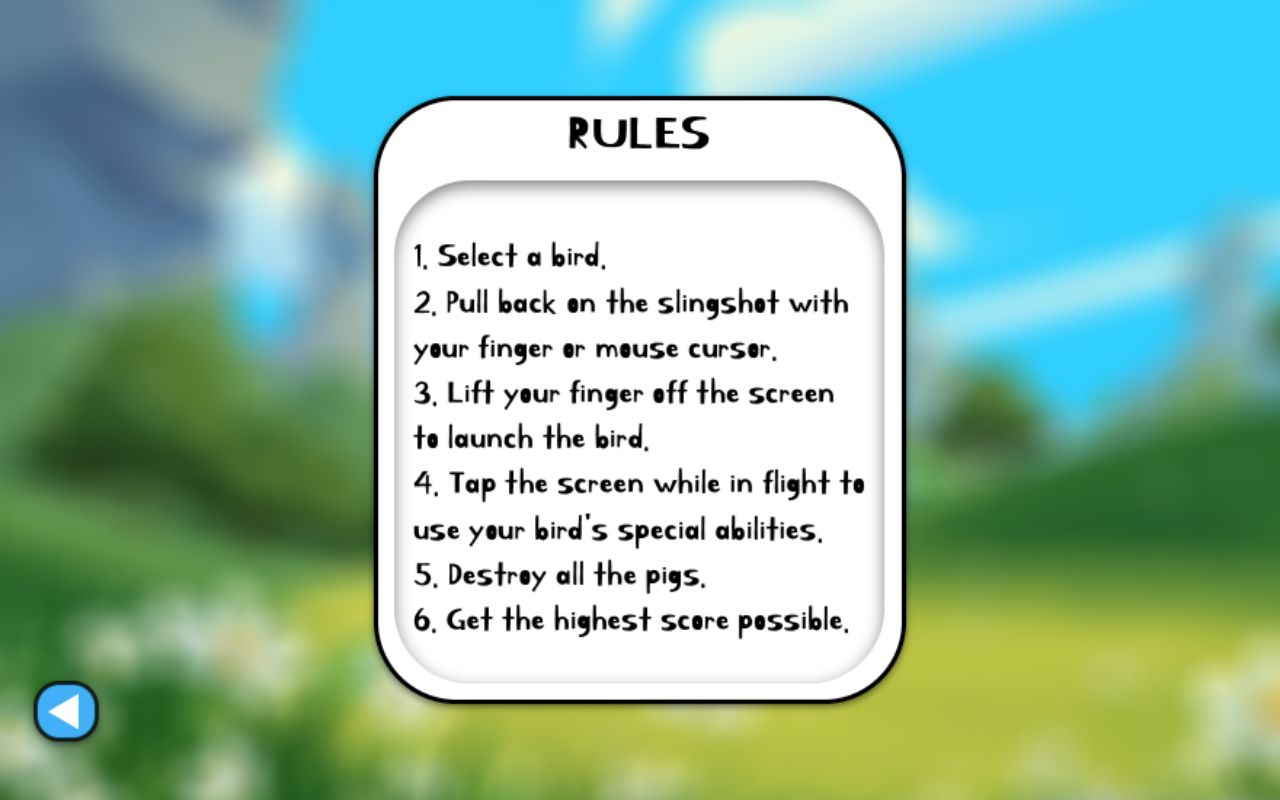 RULES
1. Select a bird.
2. Pull back on the slingshot with
your finger or mouse cursor.
3. Lift your finger off the screen
to launch the bird.
4. Tap the screen while in flight to
use your bird's special abilities.
5. Destroy all the pigs.
6. Get the highest score possible.